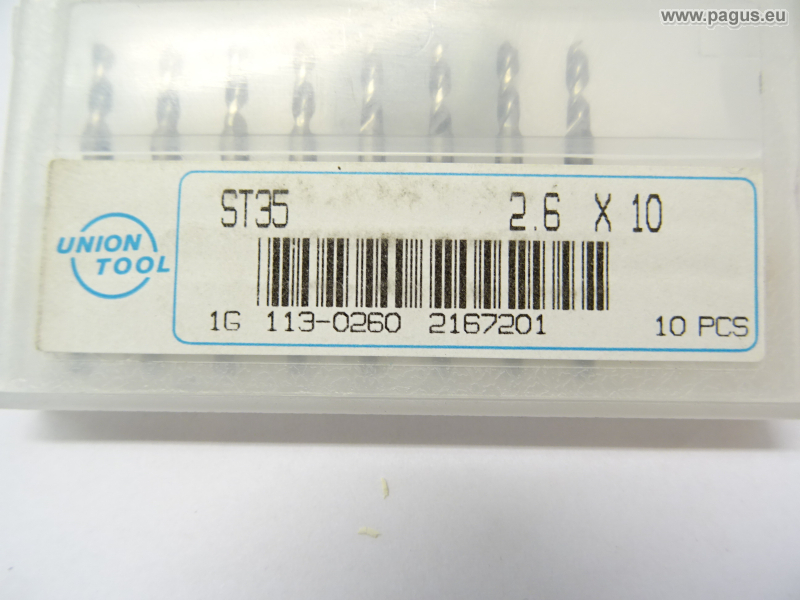 www.pagus.eu
ST35 2.6 X 10
UNION
TOOL
1G 113-0260 2167201 10 PCS